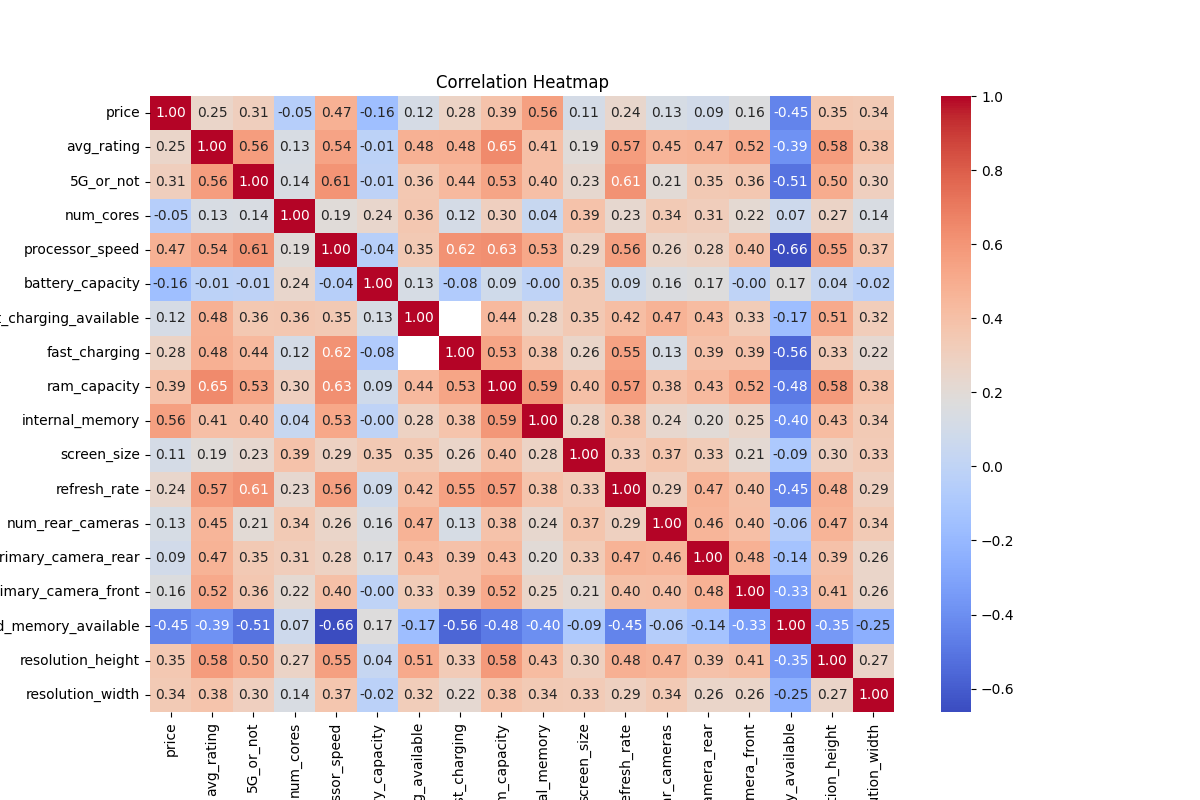 Correlation Heatmap
price 1.00 0.25 0.31 -0.05 0.47 -0.16 0.12 0.28 0.39 0.56 0.11 0.24 0.13 0.09 0.16 -0.45 0.35 0.34
avg_rating 0.25 1.00 0.56 0.13 0.54 -0.01 0.48 0.48 0.65 0.41 0.19 0.57 0.45 0.47 0.52 -0.39 0.58 0.38
5G_or_not 0.31 0.56 1.00 0.14 0.61 -0.01 0.36 0.44 0.53 0.40 0.23 0.61 0.21 0.35 0.36 -0.51 0.50 0.30
num_cores -0.05 0.13 0.14 1.00 0.19 0.24 0.36 0.12 0.30 0.04 0.39 0.23 0.34 0.31 0.22 0.07 0.27 0.14
processor_speed 0.47 0.54 0.61 0.19 1.00 -0.04 0.35 0.62 0.63 0.53 0.29 0.56 0.26 0.28 0.40 -0.66 0.55 0.37
battery_capacity -0.16 -0.01 -0.01 0.24 -0.04 1.00 0.13 -0.08 0.09 -0.00 0.35 0.09 0.16 0.17 -0.00 0.17 0.04 -0.02
t_charging_available 0.12 0.48 0.36 0.36 0.35 0.13 1.00 0.44 0.28 0.35 0.42 0.47 0.43 0.33 -0.17 0.51 0.32
fast_charging 0.28 0.48 0.44 0.12 0.62 -0.08 1.00 0.53 0.38 0.26 0.55 0.13 0.39 0.39 -0.56 0.33 0.22
ram_capacity 0.39 0.65 0.53 0.30 0.63 0.09 0.44 0.53 1.00 0.59 0.40 0.57 0.38 0.43 0.52 -0.48 0.58 0.38
internal_memory 0.56 0.41 0.40 0.04 0.53 -0.00 0.28 0.38 0.59 1.00 0.28 0.38 0.24 0.20 0.25 -0.40 0.43 0.34
screen_size 0.11 0.19 0.23 0.39 0.29 0.35 0.35 0.26 0.40 0.28 1.00 0.33 0.37 0.33 0.21 -0.09 0.30 0.33
refresh_rate 0.24 0.57 0.61 0.23 0.56 0.09 0.42 0.55 0.57 0.38 0.33 1.00 0.29 0.47 0.40 -0.45 0.48 0.29
num_rear_cameras 0.13 0.45 0.21 0.34 0.26 0.16 0.47 0.13 0.38 0.24 0.37 0.29 1.00 0.46 0.40 -0.06 0.47 0.34
rimary_camera_rear 0.09 0.47 0.35 0.31 0.28 0.17 0.43 0.39 0.43 0.20 0.33 0.47 0.46 1.00 0.48 -0.14 0.39 0.26
imary_camera_front 0.16 0.52 0.36 0.22 0.40 -0.00 0.33 0.39 0.52 0.25 0.21 0.40 0.40 0.48 1.00 -0.33 0.41 0.26
d_memory_available -0.45 -0.39 -0.51 0.07 -0.66 0.17 -0.17 -0.56 -0.48 -0.40 -0.09 -0.45 -0.06 -0.14 -0.33 1.00 -0.35 -0.25
resolution_height 0.35 0.58 0.50 0.27 0.55 0.04 0.51 0.33 0.58 0.43 0.30 0.48 0.47 0.39 0.41 -0.35 1.00 0.27
resolution_width 0.34 0.38 0.30 0.14 0.37 -0.02 0.32 0.22 0.38 0.34 0.33 0.29 0.34 0.26 0.26 -0.25 0.27 1.00
price
avg_rating
5G_or_not
num_cores
ssor_speed
ry_capacity
g_available
st_charging
m_capacity
al_memory
screen_size
efresh_rate
ar_cameras
amera_rear
mera_front
y_available
tion_height
ution_width
1.0
0.8
0.6
0.4
0.2
0.0
−0.2
−0.4
−0.6